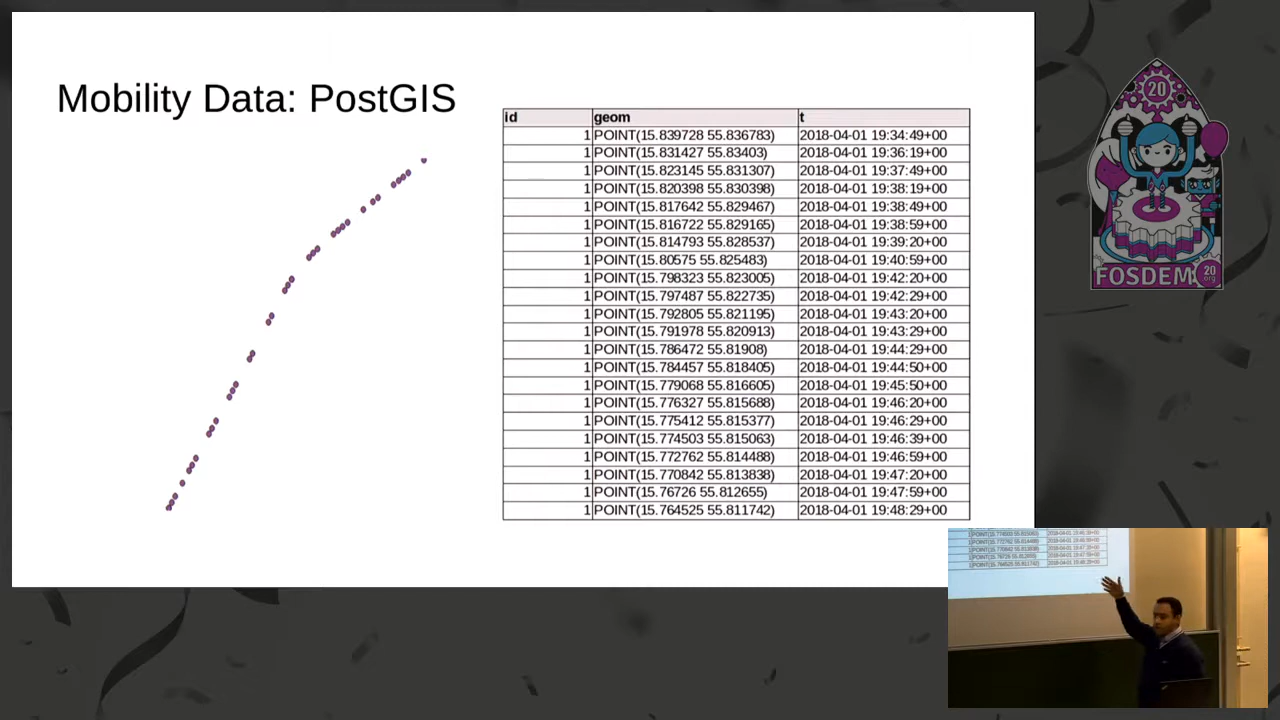 Mobility Data: PostGIS
id geom t
1 POINT(15.839728 55.836783) 2018-04-01 19:34:49+00
1 POINT(15.831427 55.83403) 2018-04-01 19:36:19+00
1 POINT(15.823145 55.831307) 2018-04-01 19:37:49+00
1 POINT(15.820398 55.830398) 2018-04-01 19:38:19+00
1 POINT(15.817642 55.829467) 2018-04-01 19:38:49+00
1 POINT(15.816722 55.829165) 2018-04-01 19:38:59+00
1 POINT(15.814793 55.828537) 2018-04-01 19:39:20+00
1 POINT(15.80575 55.825483) 2018-04-01 19:40:59+00
1 POINT(15.798323 55.823005) 2018-04-01 19:42:20+00
1 POINT(15.797487 55.822735) 2018-04-01 19:42:29+00
1 POINT(15.792805 55.821195) 2018-04-01 19:43:20+00
1 POINT(15.791978 55.820913) 2018-04-01 19:43:29+00
1 POINT(15.786472 55.81908) 2018-04-01 19:44:29+00
1 POINT(15.784457 55.818405) 2018-04-01 19:44:50+00
1 POINT(15.779068 55.816605) 2018-04-01 19:45:50+00
1 POINT(15.776327 55.815688) 2018-04-01 19:46:20+00
1 POINT(15.775412 55.815377) 2018-04-01 19:46:29+00
1 POINT(15.774503 55.815063) 2018-04-01 19:46:39+00
1 POINT(15.772762 55.814488) 2018-04-01 19:46:59+00
1 POINT(15.770842 55.813838) 2018-04-01 19:47:20+00
1 POINT(15.76726 55.812655) 2018-04-01 19:47:59+00
1 POINT(15.764525 55.811742) 2018-04-01 19:48:29+00
20
FOSDEM 20
.org